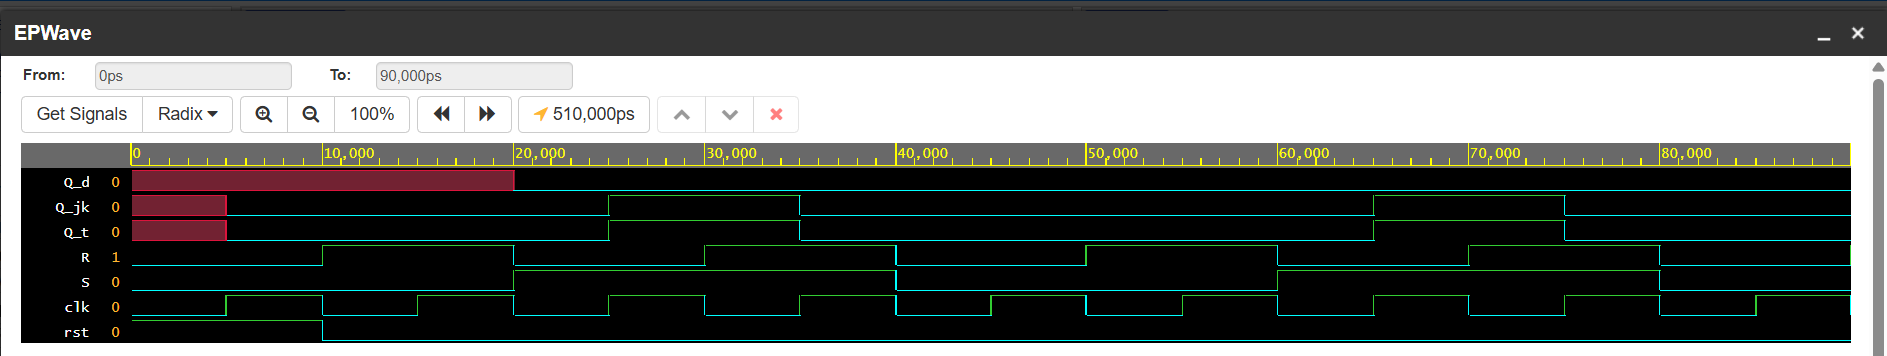 EPWave
From: 0ps To: 90,000ps
Get Signals Radix 100% 510,000ps
0 10,000 20,000 30,000 40,000 50,000 60,000 70,000 80,000
Q_d 0
Q_jk 0
Q_t 0
R 1
S 0
clk 0
rst 0